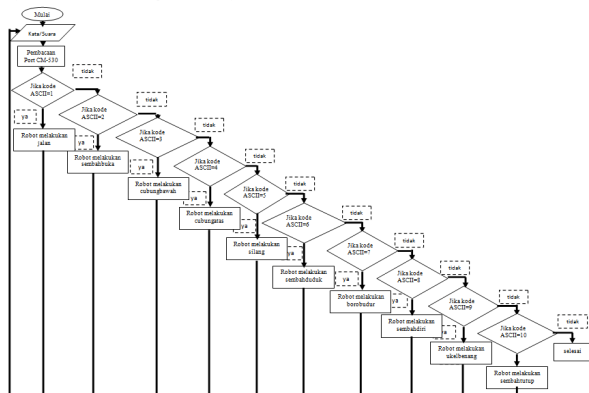 Mulai
Kata/Suara
Pembacaan
Port CM-530
Jika kode
ASCII=1
tidak
ya
Robot melakukan
jalan
Jika kode
ASCII=2
tidak
ya
Robot melakukan
sembahbuka
Jika kode
ASCII=3
tidak
ya
Robot melakukan
cubungbawah
Jika kode
ASCII=4
tidak
ya
Robot melakukan
cubungatas
Jika kode
ASCII=5
tidak
ya
Robot melakukan
silang
Jika kode
ASCII=6
tidak
ya
Robot melakukan
sembahduduk
Jika kode
ASCII=7
tidak
ya
Robot melakukan
borobudur
Jika kode
ASCII=8
tidak
ya
Robot melakukan
sembahdiri
Jika kode
ASCII=9
tidak
ya
Robot melakukan
ukelbenang
Jika kode
ASCII=10
tidak
selesai
Robot melakukan
sembahtutup